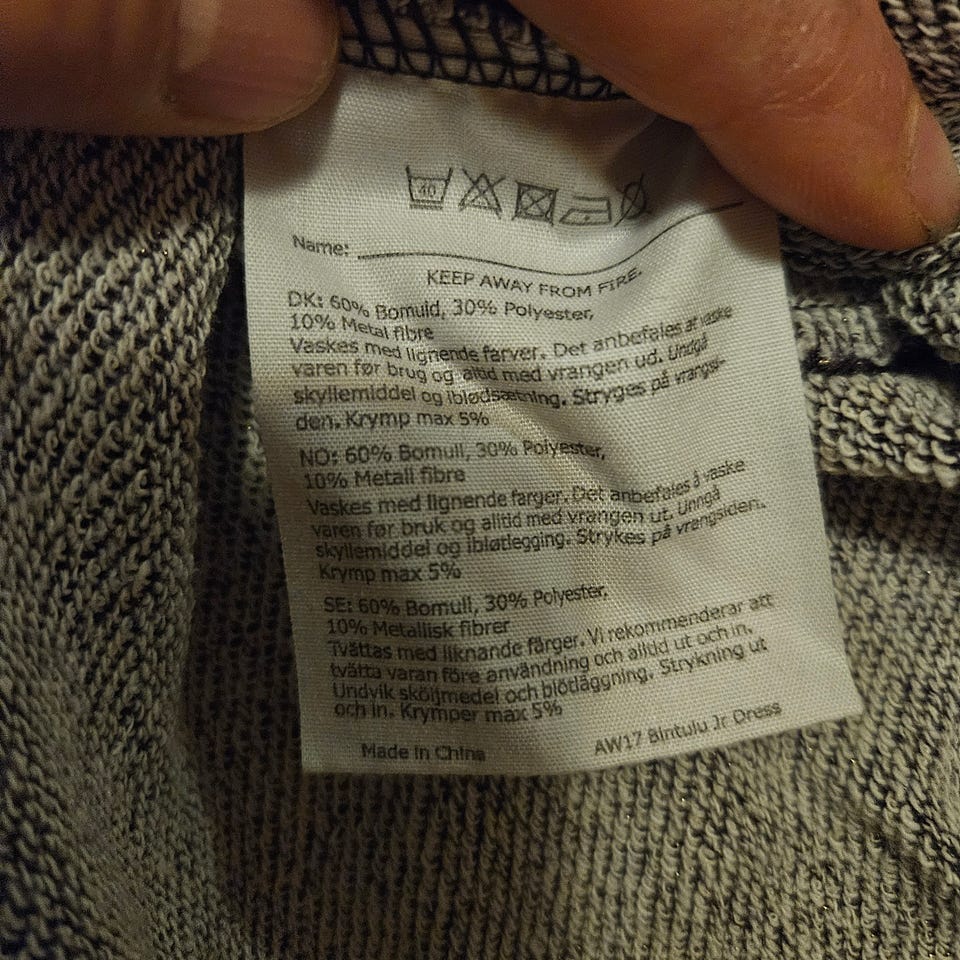 40
Name:
KEEP AWAY FROM FIRE.
DK: 60% Bomuld, 30% Polyester,
10% Metal fibre
Vaskes med lignende farver. Det anbefales at vaske
varen før brug og altid med vrangen ud. Undgå
skyllemiddel og iblødsætning. Stryges på vrangsi-
den. Krymp max 5%
NO: 60% Bomull, 30% Polyester,
10% Metall fibre
Vaskes med lignende farger. Det anbefales å vaske
varen før bruk og alltid med vrangen ut. Unngå
skyllemiddel og ibløtlegging. Strykes på vrangsiden.
Krymp max 5%
SE: 60% Bomull, 30% Polyester,
10% Metallisk fibrer
Tvättas med liknande färger. Vi rekommenderar att
tvätta varan före användning och alltid ut och in.
Undvik sköljmedel och blötläggning. Strykning ut
och in. Krymper max 5%
Made in China
AW17 Bintulu Jr Dress